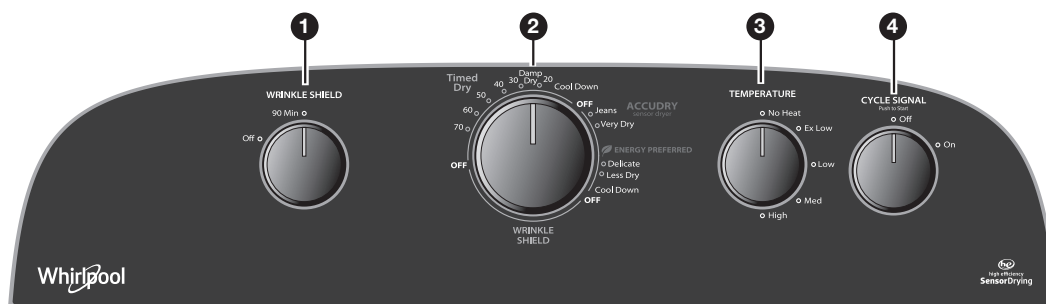 1
2
3
4
WRINKLE SHIELD
90 Min
Off
Timed
Dry
70
60
50
40
30
Damp
Dry
20
Cool Down
OFF
Jeans
Very Dry
ACCUDRY
sensor dryer
ENERGY PREFERRED
Delicate
Less Dry
Cool Down
OFF
WRINKLE
SHIELD
OFF
TEMPERATURE
No Heat
Ex Low
Low
Med
High
CYCLE SIGNAL
Push to Start
Off
On
Whirlpool
he
high efficiency
SensorDrying